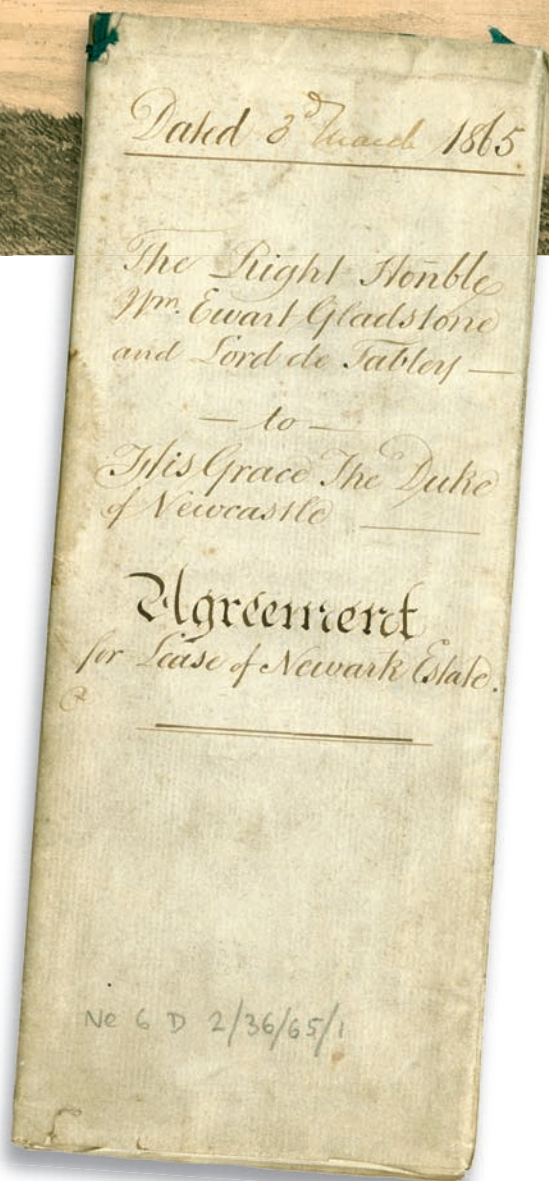 Dated 3d March 1865
The Right Honble
Wm. Ewart Gladstone
and Lord de Tabley —
— to —
His Grace The Duke
of Newcastle
Agreement
for Lease of Newark Estate.
Ne 6 D 2/36/65/1